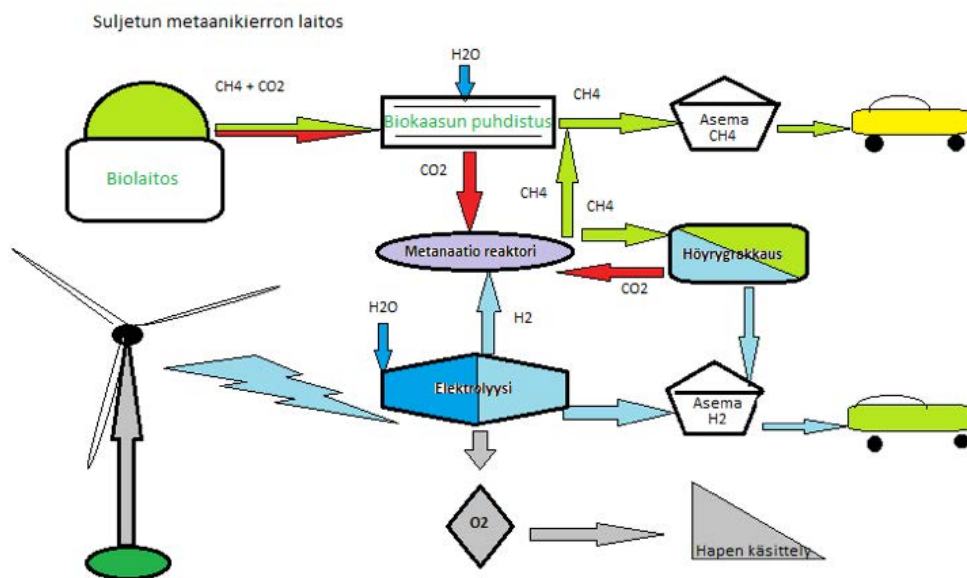 Suljetun metaanikierron laitos
H2O
CH4 + CO2
CH4
Biokaasun puhdistus
Asema
CH4
Biolaitos
CO2
CH4
CH4
Metanaatio reaktori
Höyrygrakkaus
CO2
H2O
H2
Elektrolyysi
Asema
H2
O2
Hapen käsittely